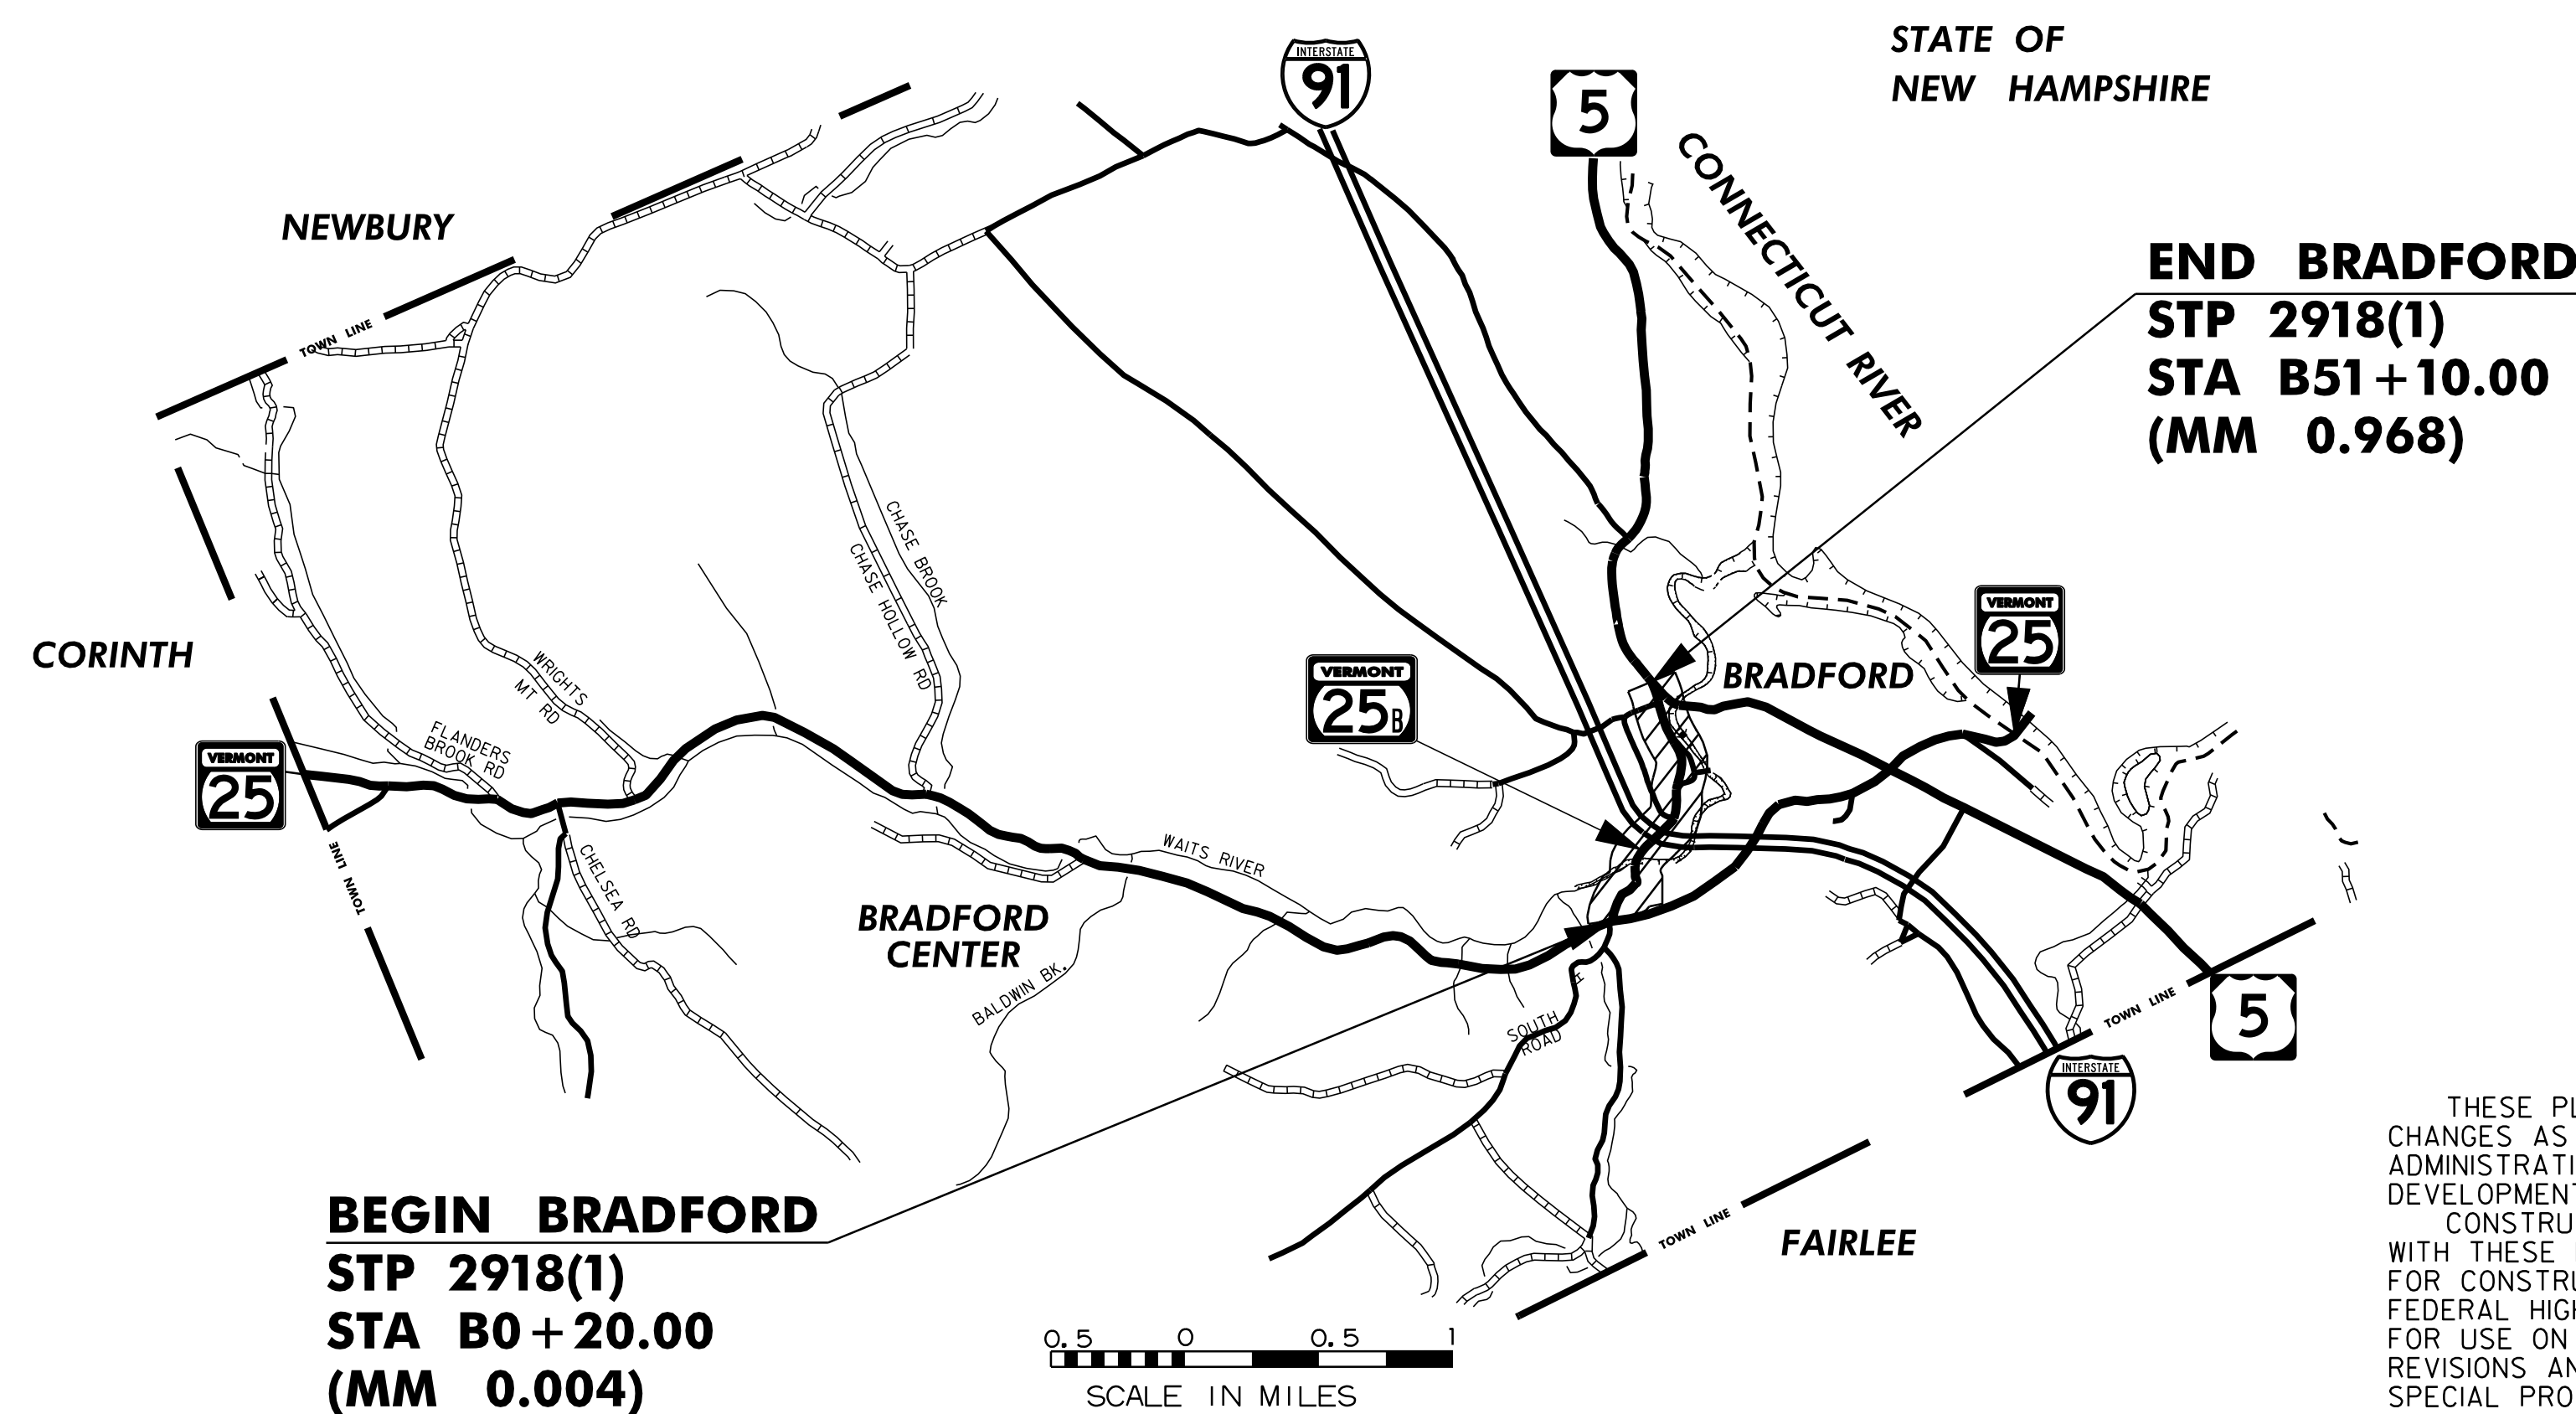 STATE OF
NEW HAMPSHIRE
INTERSTATE
91
5
CONNECTICUT RIVER
NEWBURY
TOWN LINE
END BRADFORD
STP 2918(1)
STA B51+10.00
(MM 0.968)
CORINTH
CHASE BROOK
CHASE HOLLOW RD
WRIGHTS
MT RD
FLANDERS
BROOK RD
VERMONT
25
VERMONT
25B
BRADFORD
VERMONT
25
TOWN LINE
CHELSEA RD
BRADFORD
CENTER
WAITS RIVER
BALDWIN BK.
SOUTH
ROAD
TOWN LINE
5
INTERSTATE
91
TOWN LINE
FAIRLEE
BEGIN BRADFORD
STP 2918(1)
STA B0+20.00
(MM 0.004)
0.5 0 0.5 1
SCALE IN MILES
THESE PL
CHANGES AS
ADMINISTRATI
DEVELOPMENT
CONSTRU
WITH THESE
FOR CONSTRU
FEDERAL HIGH
FOR USE ON
REVISIONS AN
SPECIAL PRO